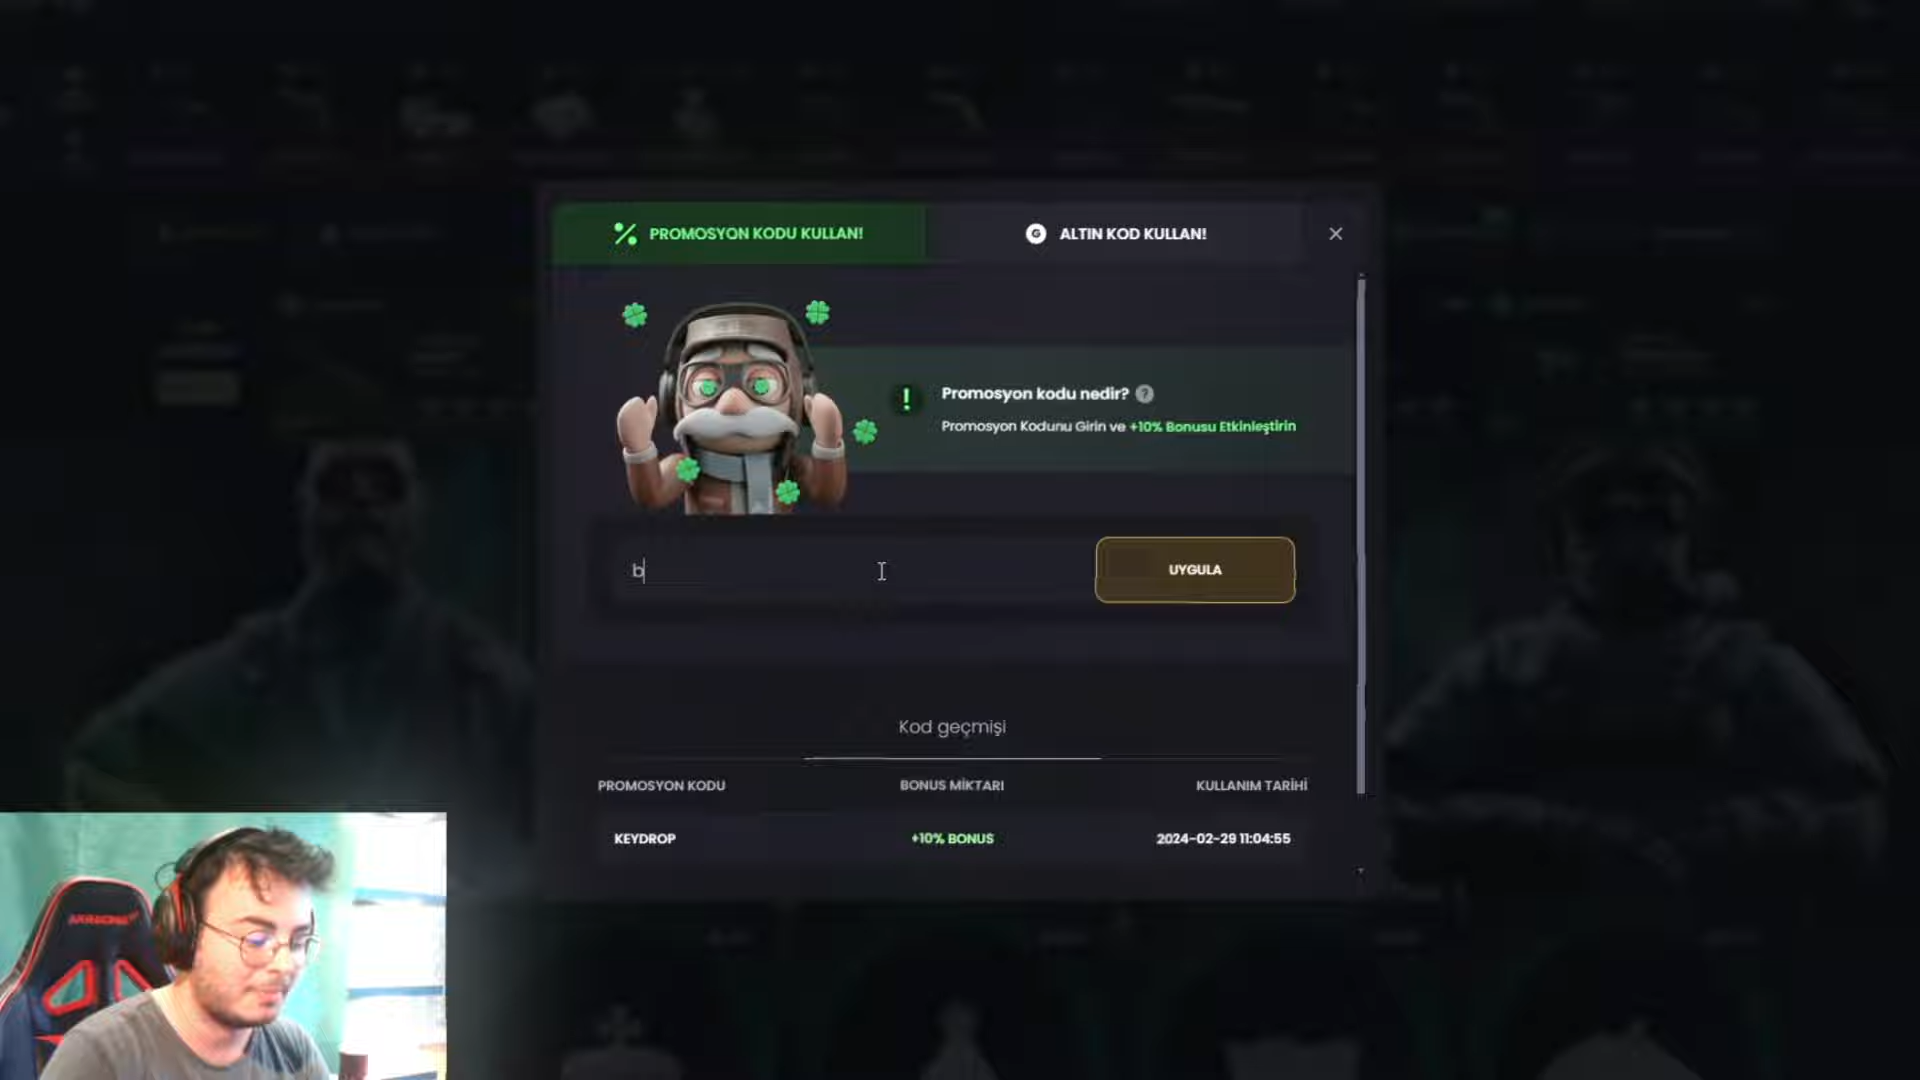 PROMOSYON KODU KULLAN!
G ALTIN KOD KULLAN!
Promosyon kodu nedir? ?
Promosyon Kodunu Girin ve +10% Bonusu Etkinleştirin
b
UYGULA
Kod geçmişi
PROMOSYON KODU BONUS MİKTARI KULLANIM TARİHİ
KEYDROP +10% BONUS 2024-02-29 11:04:55